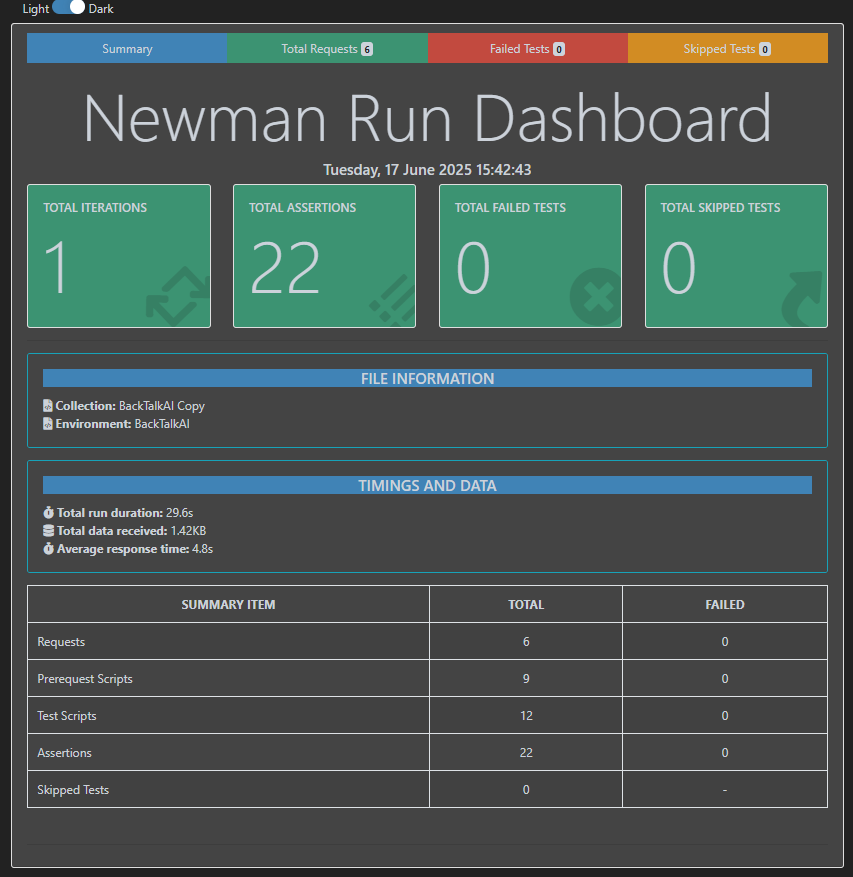 Light Dark
Summary Total Requests 6 Failed Tests 0 Skipped Tests 0
Newman Run Dashboard
Tuesday, 17 June 2025 15:42:43
TOTAL ITERATIONS TOTAL ASSERTIONS TOTAL FAILED TESTS TOTAL SKIPPED TESTS
1 22 0 0
FILE INFORMATION
Collection: BackTalkAI Copy
Environment: BackTalkAI
TIMINGS AND DATA
Total run duration: 29.6s
Total data received: 1.42KB
Average response time: 4.8s
SUMMARY ITEM TOTAL FAILED
Requests 6 0
Prerequest Scripts 9 0
Test Scripts 12 0
Assertions 22 0
Skipped Tests 0 -